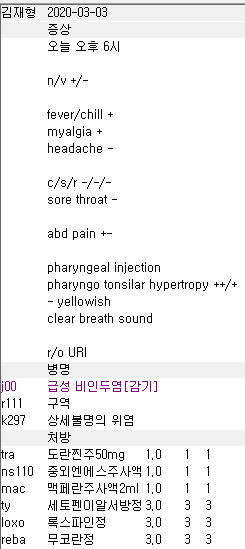 김재형 2020-03-03
증상
오늘 오후 6시
n/v +/-
fever/chill +
myalgia +
headache -
c/s/r -/-/-
sore throat -
abd pain +-
pharyngeal injection
pharyngo tonsilar hypertropy ++/+
- yellowish
clear breath sound
r/o URI
병명
j00 급성 비인두염[감기]
r111 구역
k297 상세불명의 위염
처방
tra 도란찐주50mg 1.0 1 1
ns110 중외엔에스주사액 1.0 1 1
mac 맥페란주사액2ml 1.0 1 1
ty 세토펜이알서방정 3.0 3 3
loxo 록스파인정 3.0 3 3
reba 무코란정 3.0 3 3